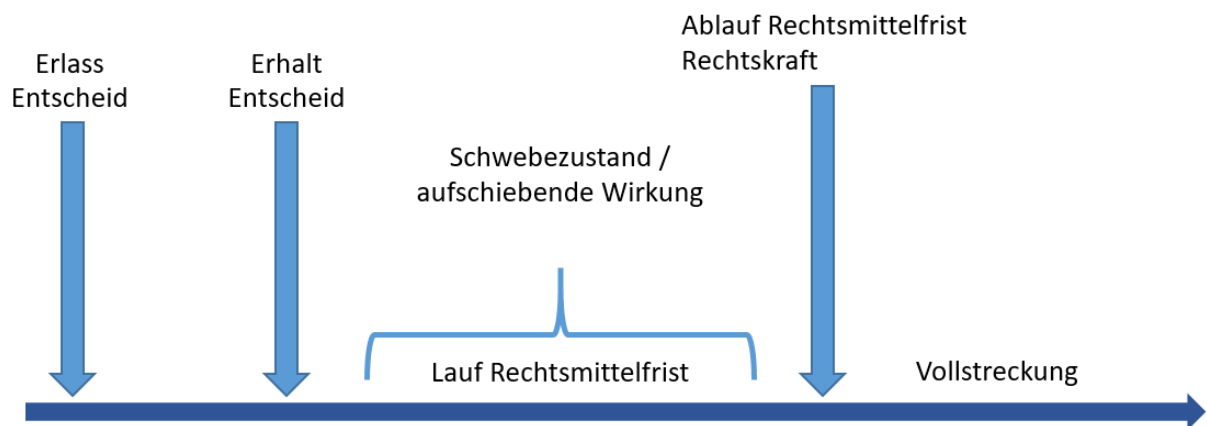 Erlass
Entscheid
Erhalt
Entscheid
Ablauf Rechtsmittelfrist
Rechtskraft
Schwebezustand /
aufschiebende Wirkung
Lauf Rechtsmittelfrist
Vollstreckung